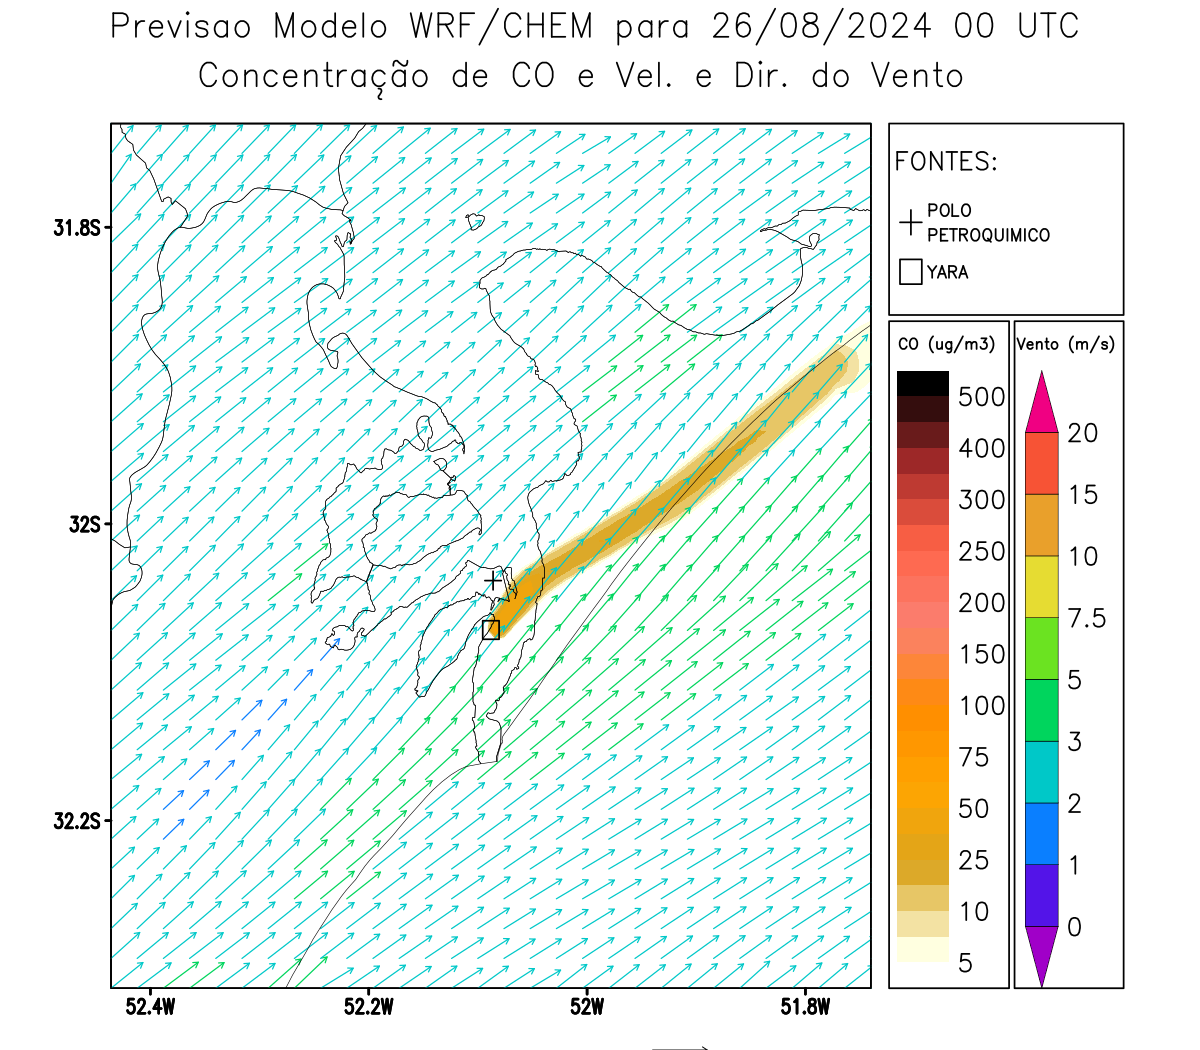 Previsao Modelo WRF/CHEM para 26/08/2024 00 UTC
Concentração de CO e Vel. e Dir. do Vento
FONTES:
POLO
PETROQUIMICO
YARA
CO (ug/m3)
500
400
300
250
200
150
100
75
50
25
10
5
Vento (m/s)
20
15
10
7.5
5
3
2
1
0
31.8S
32S
32.2S
52.4W
52.2W
52W
51.8W